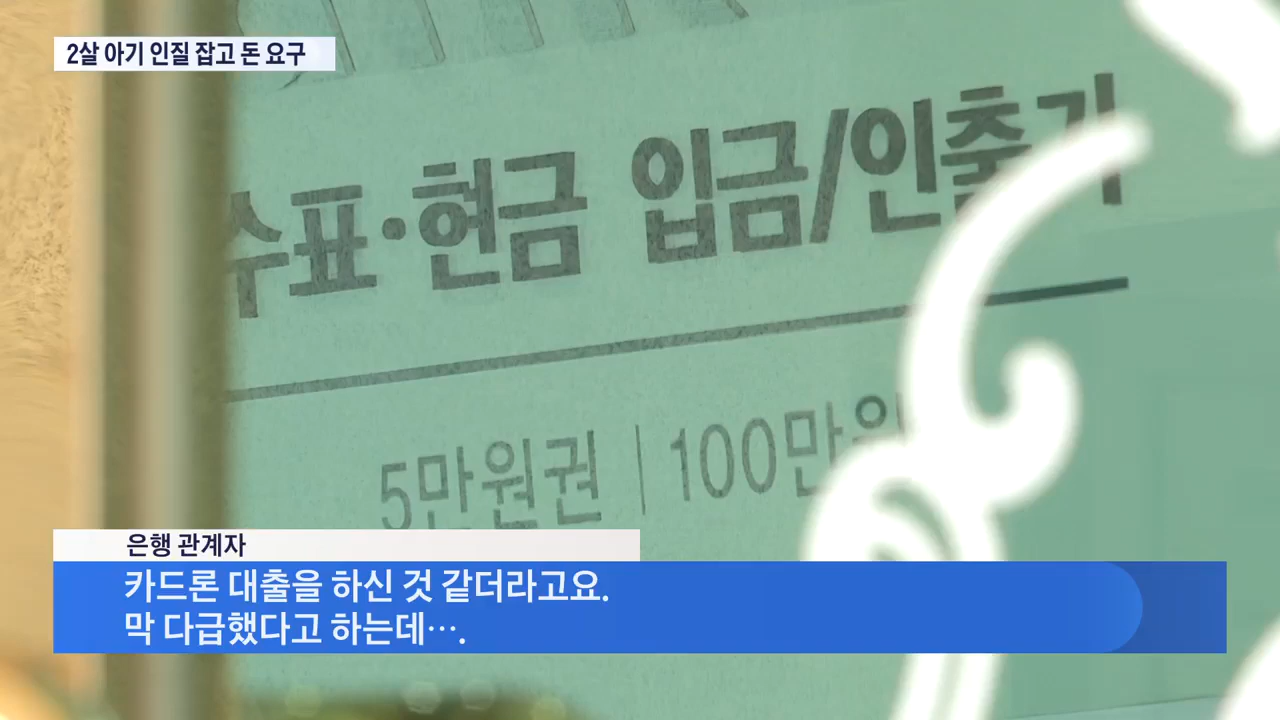 2살 아기 인질 잡고 돈 요구
수표·현금 입금/인출기
5만원권 | 100만원
은행 관계자
카드론 대출을 하신 것 같더라고요.
막 다급했다고 하는데….